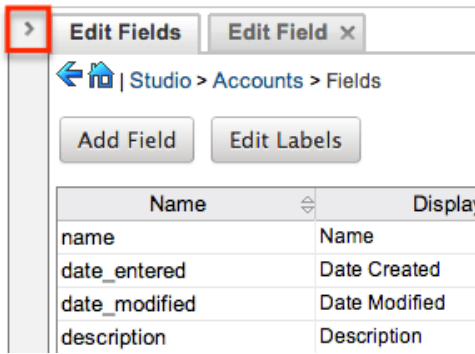 Edit Fields Edit Field ×
| Studio > Accounts > Fields
Add Field Edit Labels
Name
name Name
date_entered Date Created
date_modified Date Modified
description Description